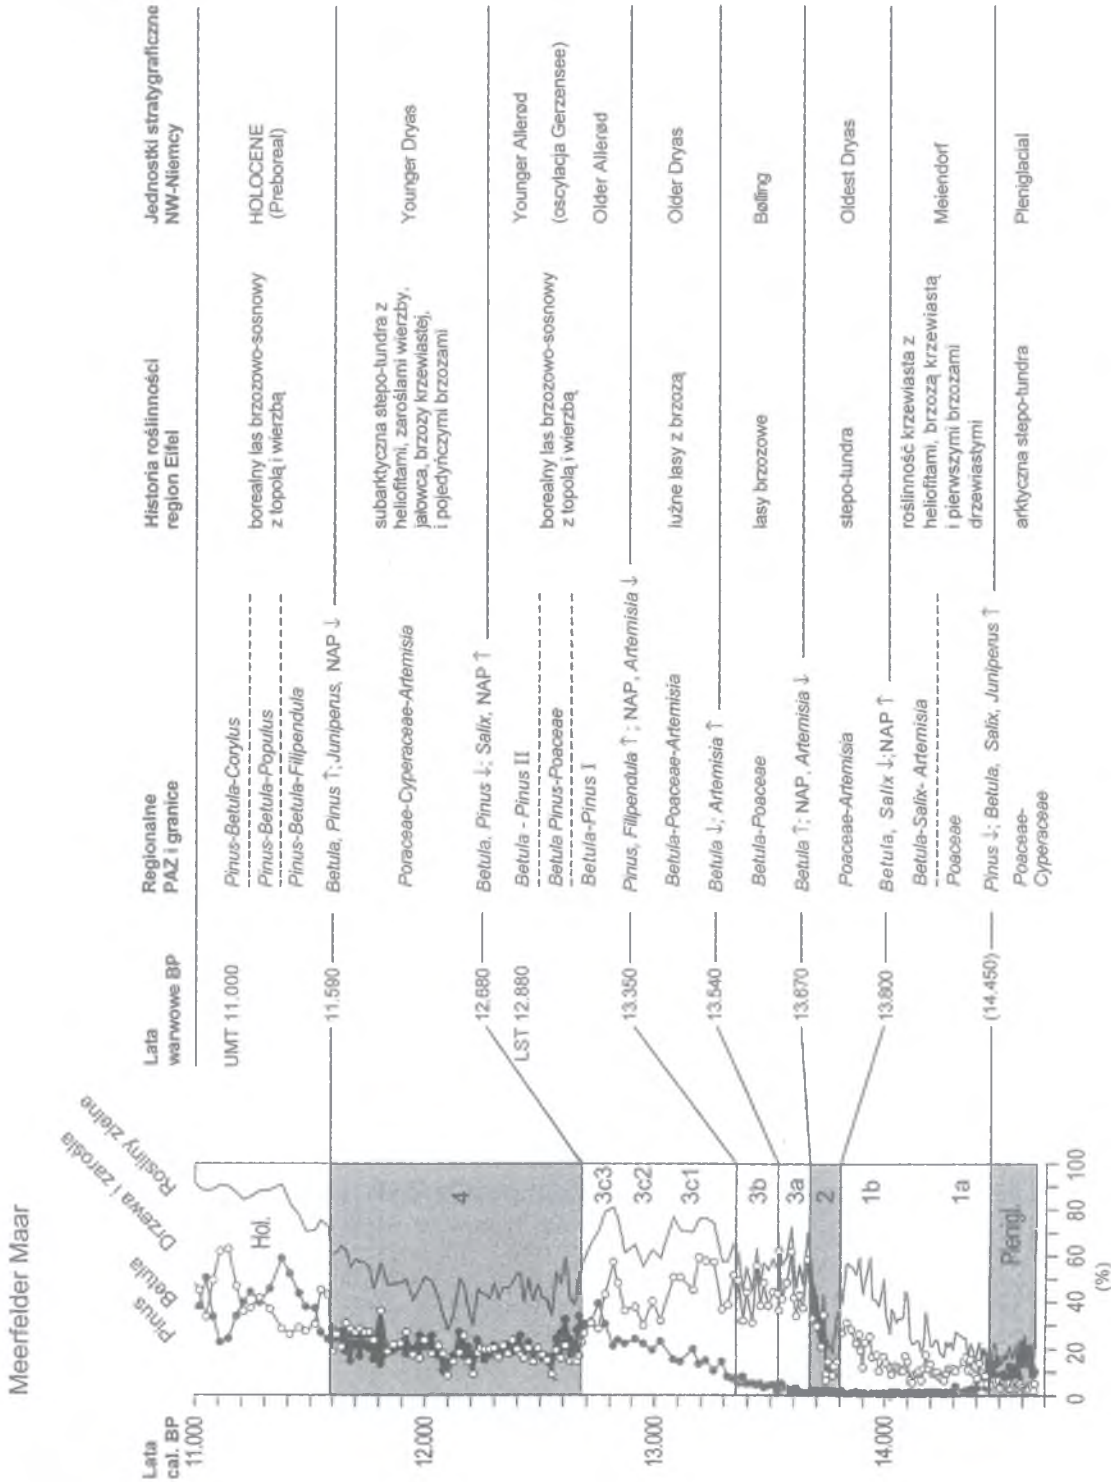 Meerfelder Maar
Lata
cal. BP
11.000
12.000
13.000
14.000
Pinus
Betula
Drzewa i zarośla
Rośliny zielne
Hol.
4
3c3
3c2
3c1
3b
3a
2
1b
1a
Plenigl.
0
20
40
60
80
100
(%)
Lata
warwowe BP
UMT 11.000
11.590
12.680
LST 12.880
13.350
13.540
13.670
13.800
(14.450)
Regionalne
PAZ i granice
Pinus-Betula-Corylus
Pinus-Betula-Populus
Pinus-Betula-Filipendula
Betula, Pinus ↑; Juniperus, NAP ↓
Poraceae-Cyperaceae-Artemisia
Betula, Pinus ↓; Salix, NAP ↑
Betula - Pinus II
Betula Pinus-Poaceae
Betula-Pinus I
Pinus, Filipendula ↑; NAP, Artemisia ↓
Betula-Poaceae-Artemisia
Betula ↓; Artemisia ↑
Betula-Poaceae
Betula ↑; NAP, Artemisia ↓
Poaceae-Artemisia
Betula, Salix ↓; NAP ↑
Betula-Salix- Artemisia
Poaceae
Pinus ↓; Betula, Salix, Juniperus ↑
Poaceae-
Cyperaceae
Historia roślinności
region Eifel
borealny las brzozowo-sosnowy
z topolą i wierzbą
subarktyczna stepo-tundra z
heliofitami, zaroślami wierzby,
jałowca, brzozy krzewiastej,
i pojedyńczymi brzozami
borealny las brzozowo-sosnowy
z topolą i wierzbą
luźne lasy z brzozą
lasy brzozowe
stepo-tundra
roślinność krzewiasta z
heliofitami, brzozą krzewiastą
i pierwszymi brzozami
drzewiastymi
arktyczna stepo-tundra
Jednostki stratygraficzne
NW-Niemcy
HOLOCENE
(Preboreal)
Younger Dryas
Younger Allerød
(oscylacja Gerzensee)
Older Allerød
Older Dryas
Bølling
Oldest Dryas
Meiendorf
Pleniglacial